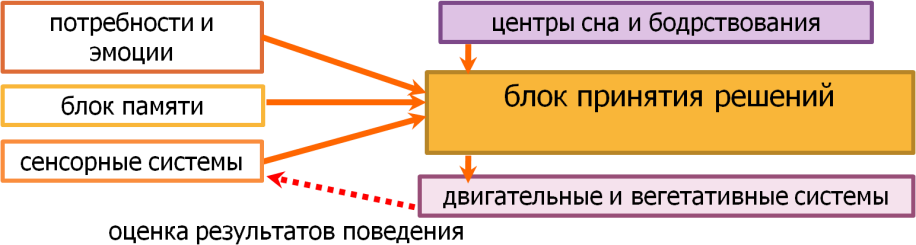 потребности и
эмоции
центры сна и бодрствования
блок памяти
блок принятия решений
сенсорные системы
двигательные и вегетативные системы
оценка результатов поведения